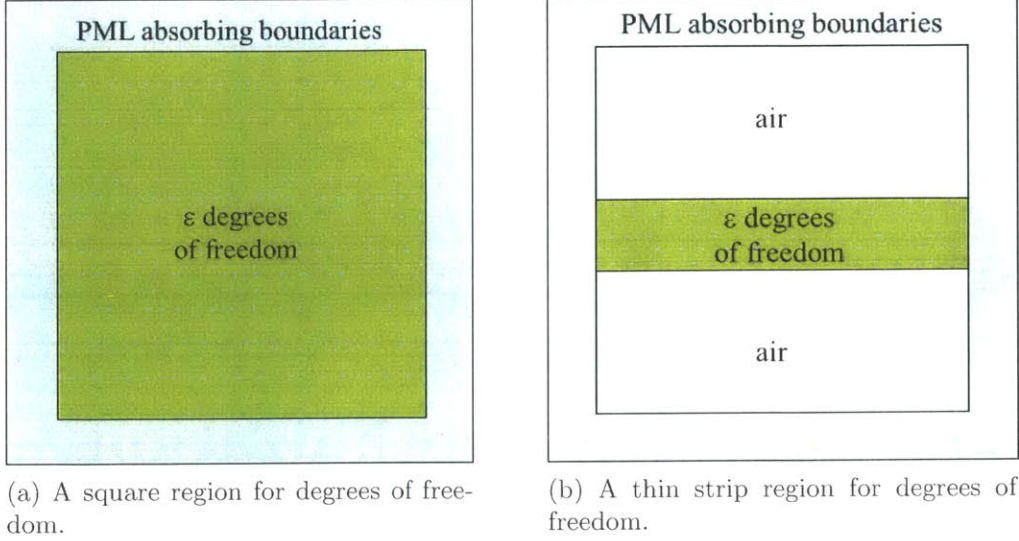 PML absorbing boundaries
ε degrees
of freedom
(a) A square region for degrees of free-
dom.
PML absorbing boundaries
air
ε degrees
of freedom
air
(b) A thin strip region for degrees of
freedom.